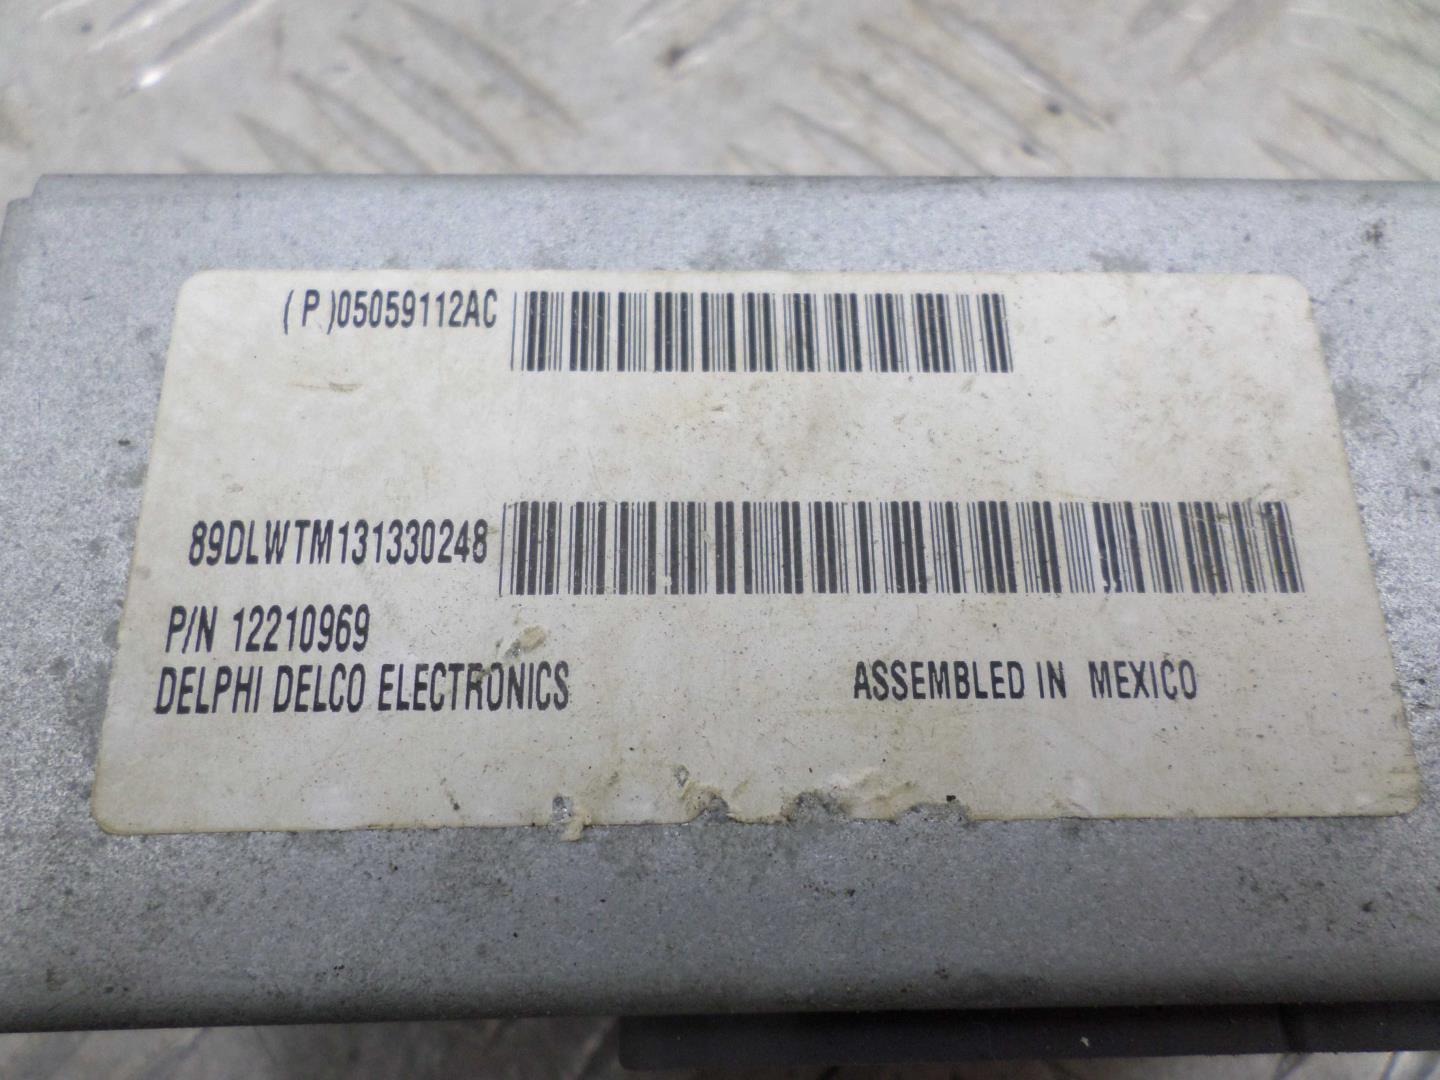 (P)05059112AC
89DLWTM131330248
P/N 12210969
DELPHI DELCO ELECTRONICS ASSEMBLED IN MEXICO